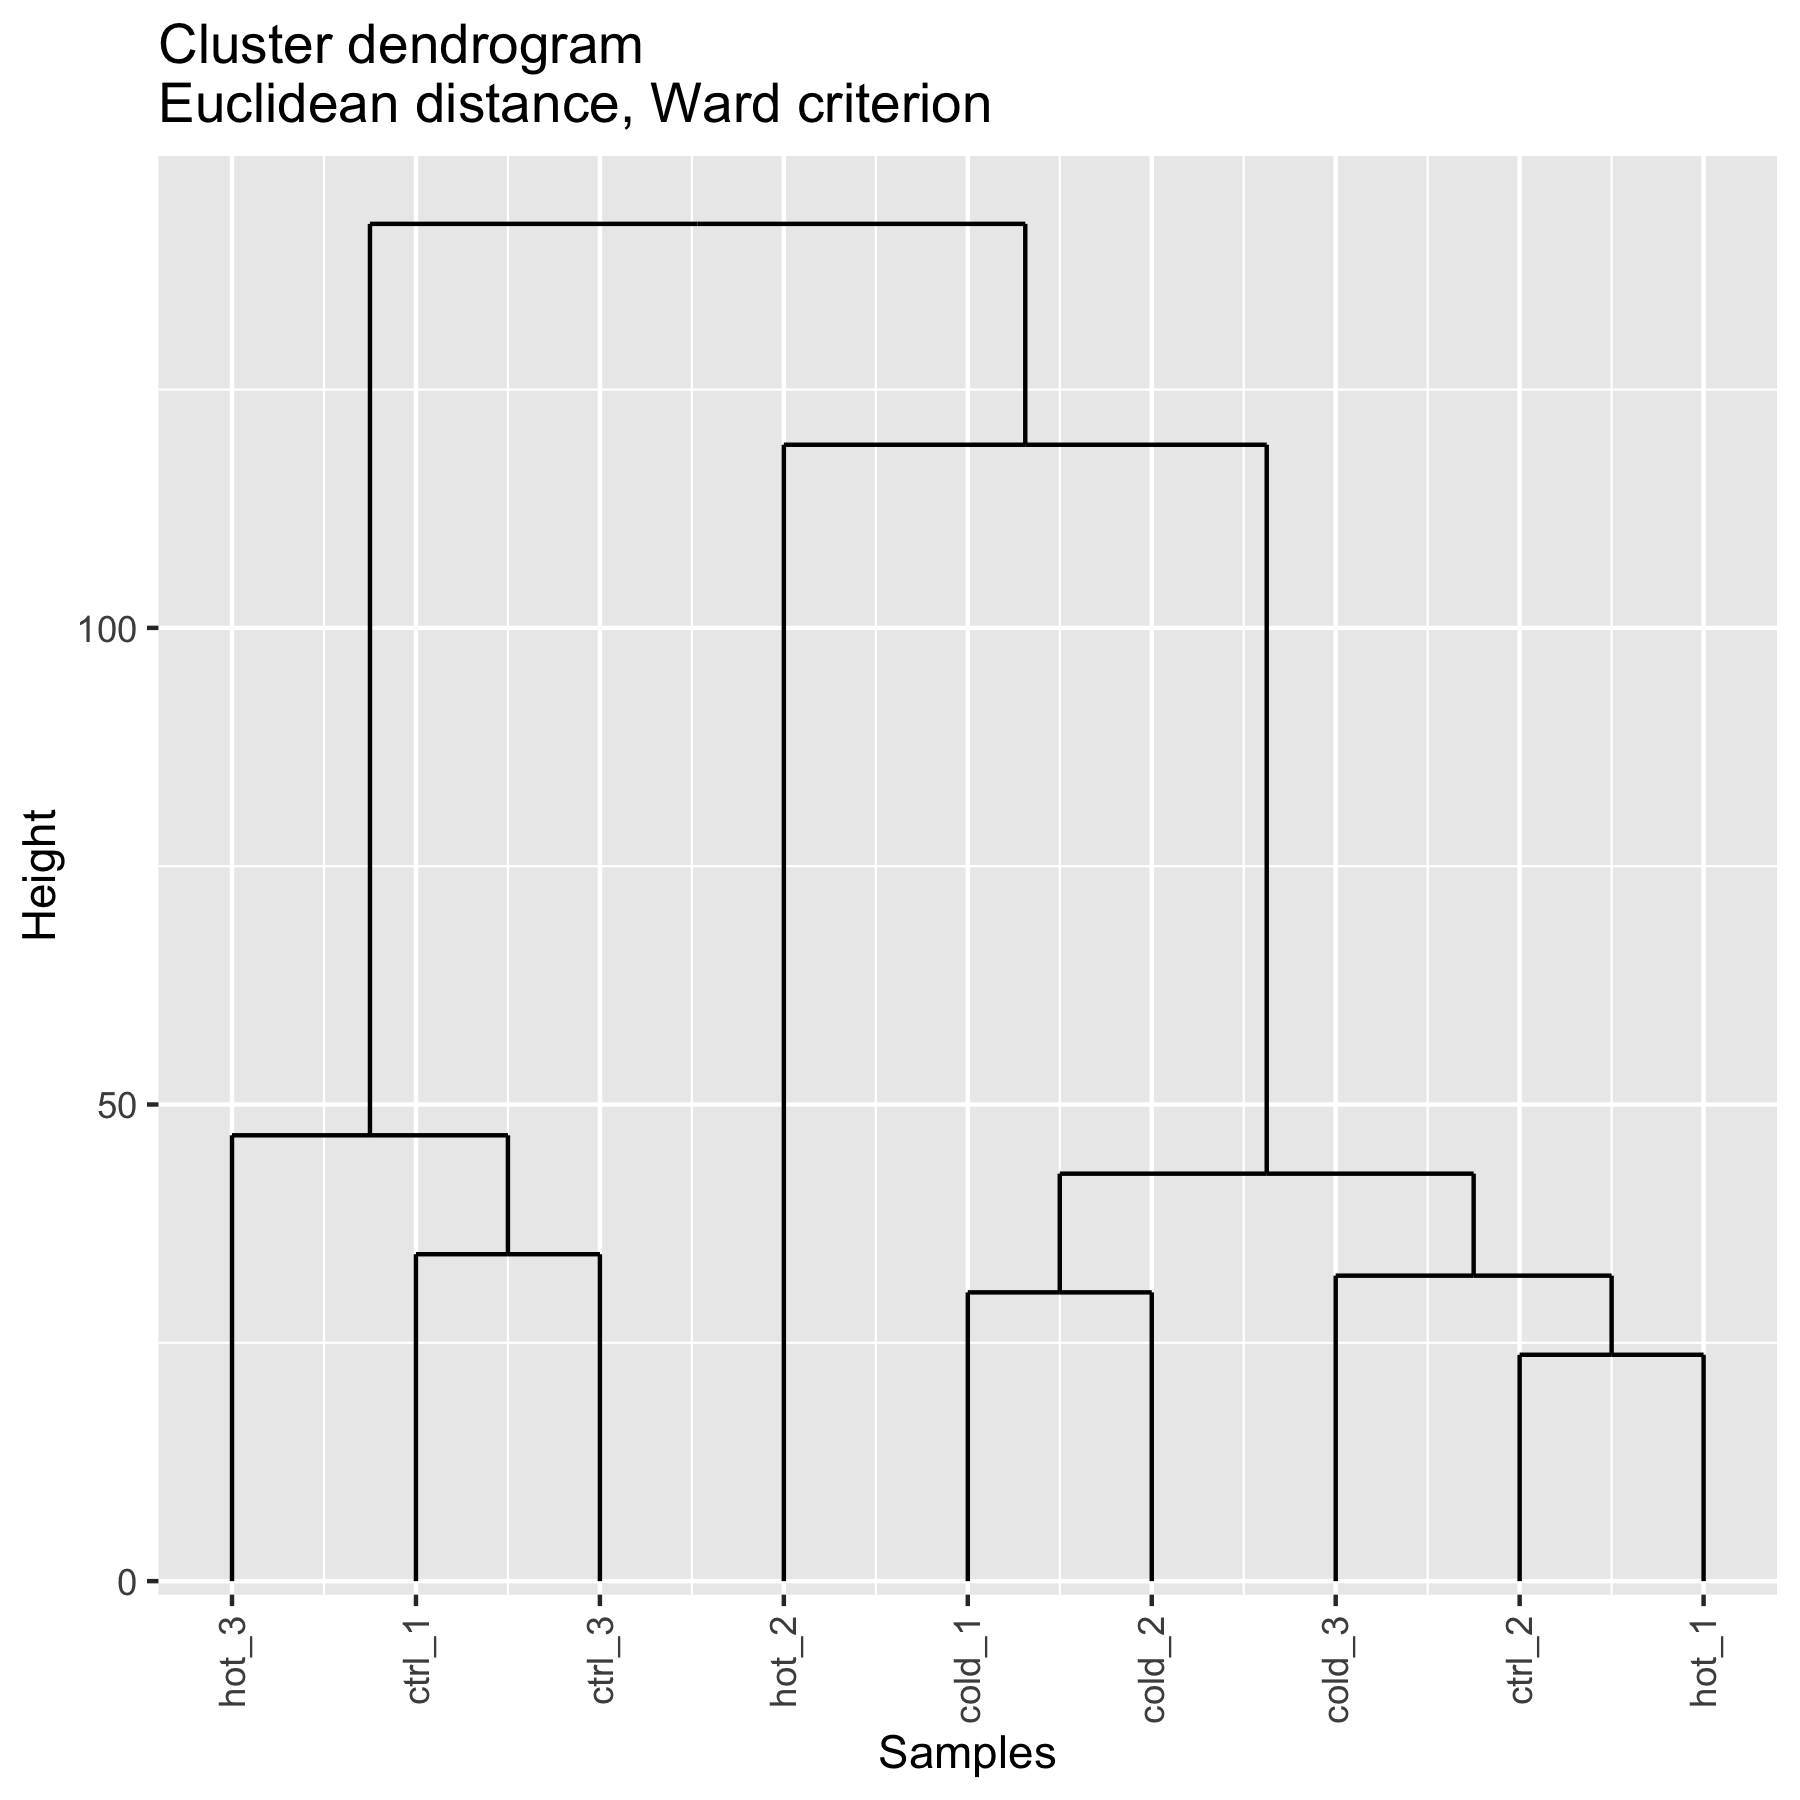 Cluster dendrogram
Euclidean distance, Ward criterion
Height
100
50
0
hot_3
ctrl_1
ctrl_3
hot_2
cold_1
cold_2
cold_3
ctrl_2
hot_1
Samples